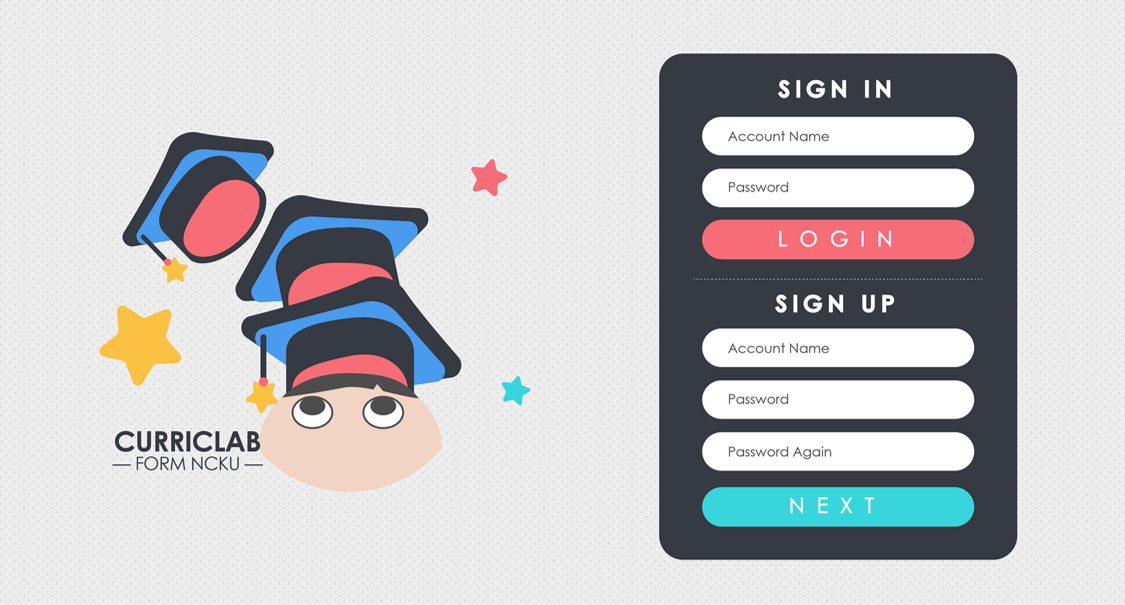 CURRICLAB
— FORM NCKU —
SIGN IN
Account Name
Password
LOGIN
SIGN UP
Account Name
Password
Password Again
NEXT